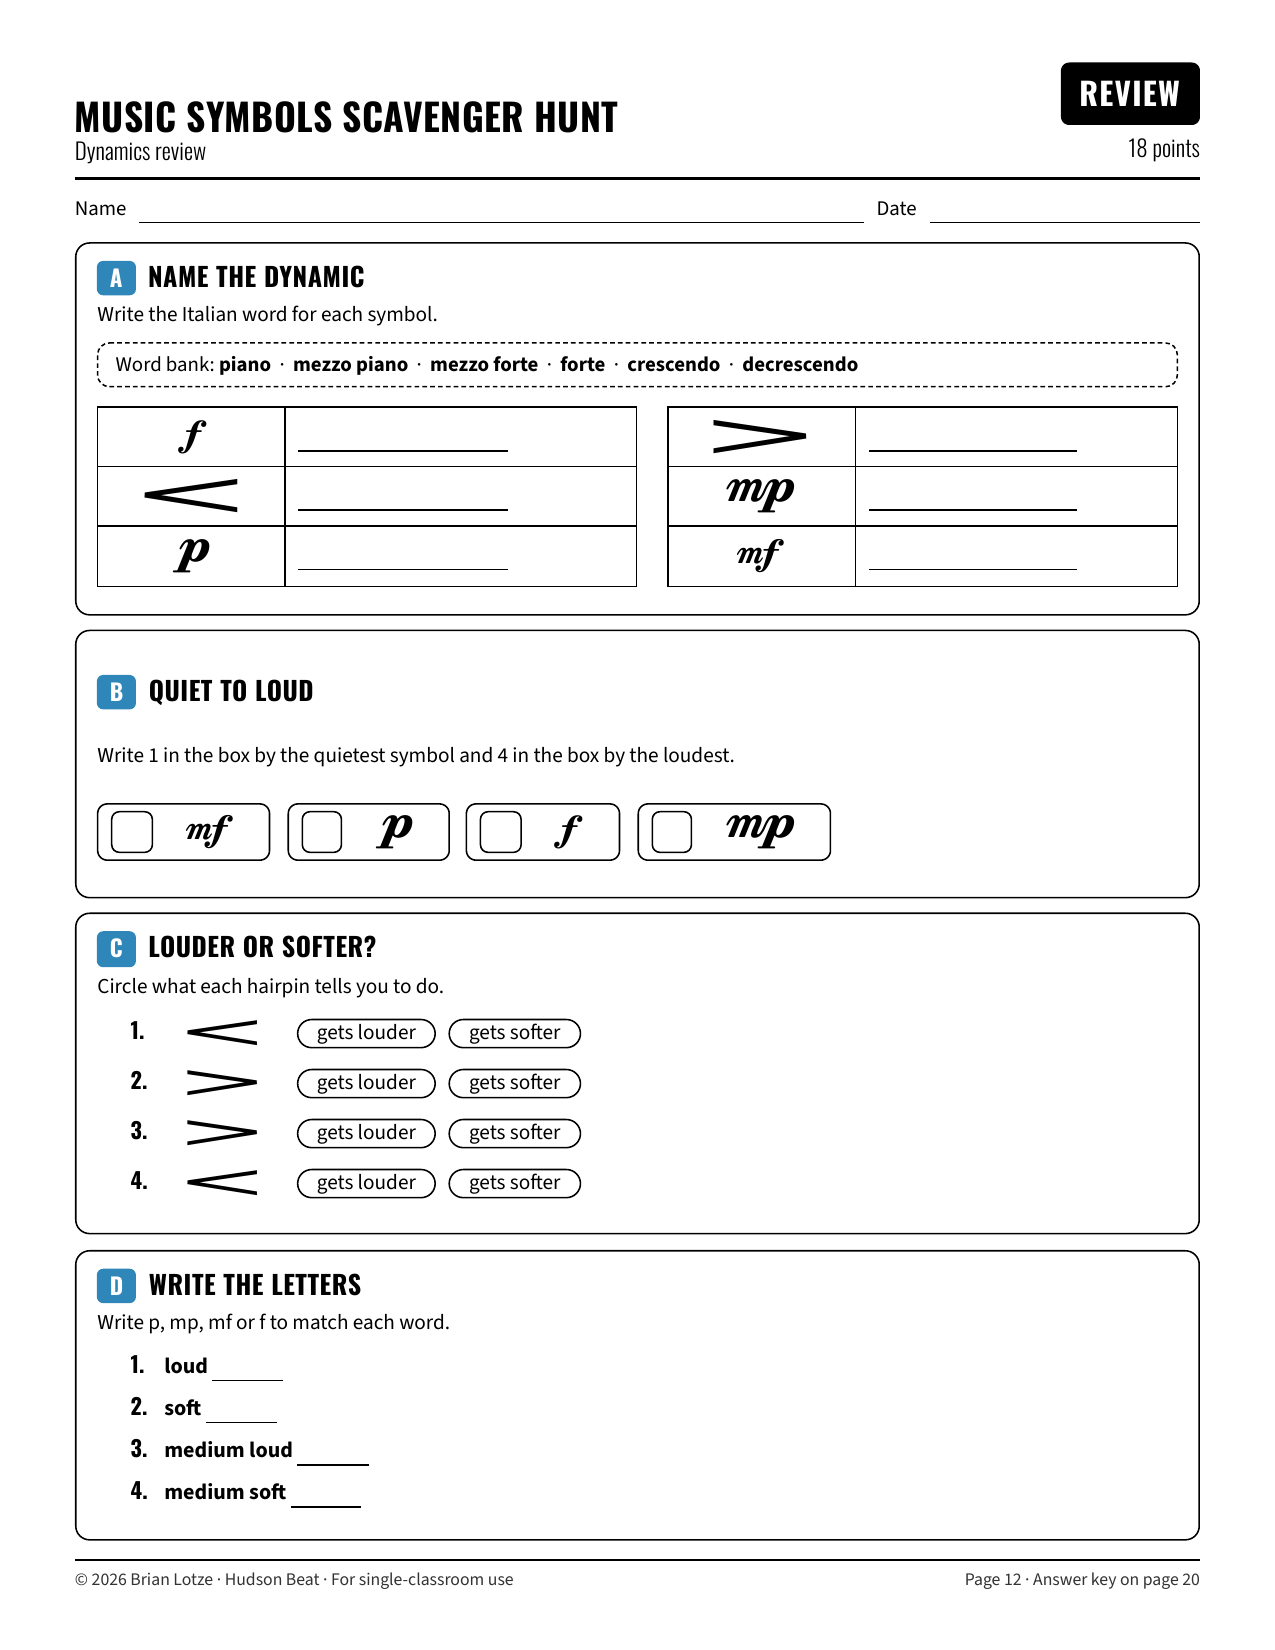 REVIEW
MUSIC SYMBOLS SCAVENGER HUNT
Dynamics review
18 points
Name
Date
A NAME THE DYNAMIC
Write the Italian word for each symbol.
Word bank: piano · mezzo piano · mezzo forte · forte · crescendo · decrescendo
f
mp
p
mf
B QUIET TO LOUD
Write 1 in the box by the quietest symbol and 4 in the box by the loudest.
mf p f mp
C LOUDER OR SOFTER?
Circle what each hairpin tells you to do.
1. gets louder gets softer
2. gets louder gets softer
3. gets louder gets softer
4. gets louder gets softer
D WRITE THE LETTERS
Write p, mp, mf or f to match each word.
1. loud
2. soft
3. medium loud
4. medium soft
© 2026 Brian Lotze · Hudson Beat · For single-classroom use
Page 12 · Answer key on page 20